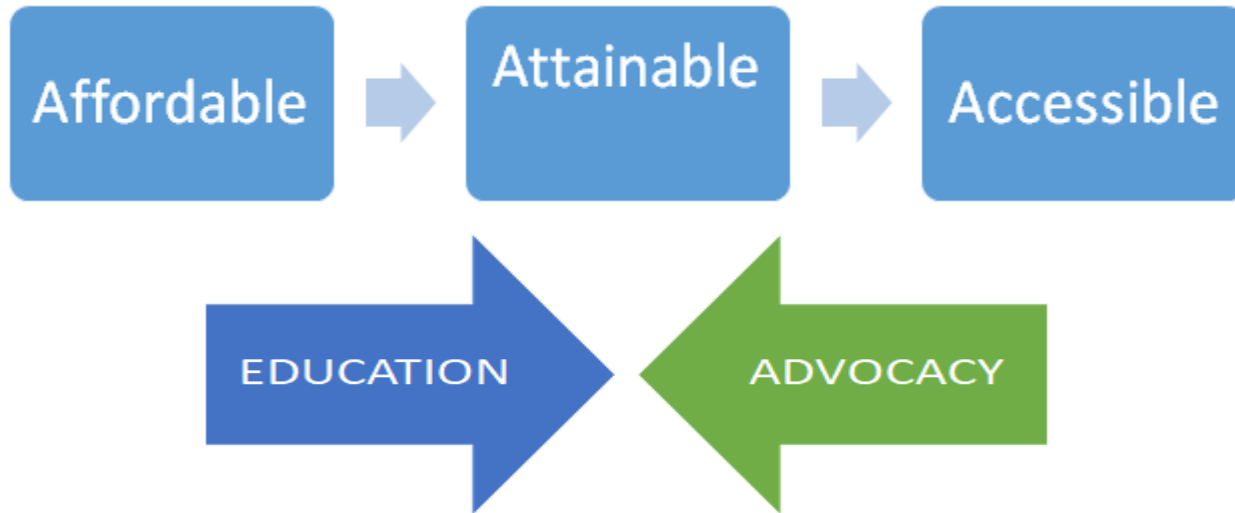 Affordable
Attainable
Accessible
EDUCATION
ADVOCACY